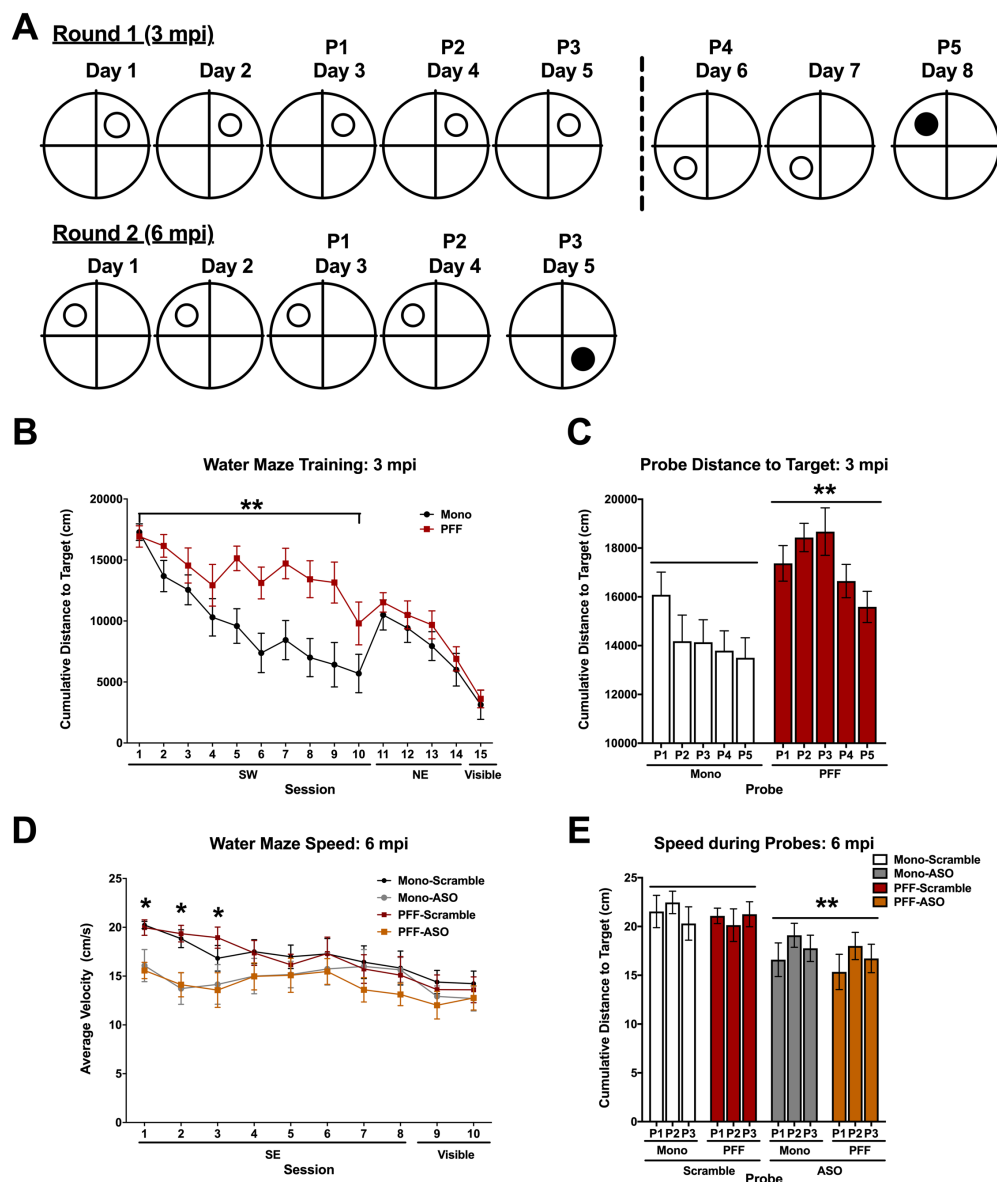 A
Round 1 (3 mpi)
P1 P2 P3 P4 P5
Day 1 Day 2 Day 3 Day 4 Day 5 Day 6 Day 7 Day 8
Round 2 (6 mpi)
P1 P2 P3
Day 1 Day 2 Day 3 Day 4 Day 5
B
Water Maze Training: 3 mpi
Cumulative Distance to Target (cm)
20000
15000
10000
5000
0
**
Mono
PFF
1 2 3 4 5 6 7 8 9 10 11 12 13 14 15
SW NE Visible
Session
C
Probe Distance to Target: 3 mpi
Cumulative Distance to Target (cm)
20000
18000
16000
14000
12000
10000
**
P1 P2 P3 P4 P5 P1 P2 P3 P4 P5
Mono PFF
Probe
D
Water Maze Speed: 6 mpi
Average Velocity (cm/s)
25
20
15
10
5
0
* * *
Mono-Scramble
Mono-ASO
PFF-Scramble
PFF-ASO
1 2 3 4 5 6 7 8 9 10
SE Visible
Session
E
Speed during Probes: 6 mpi
Cumulative Distance to Target (cm)
25
20
15
10
5
0
**
Mono-Scramble
Mono-ASO
PFF-Scramble
PFF-ASO
P1 P2 P3 P1 P2 P3 P1 P2 P3 P1 P2 P3
Mono PFF Mono PFF
Scramble ASO
Probe